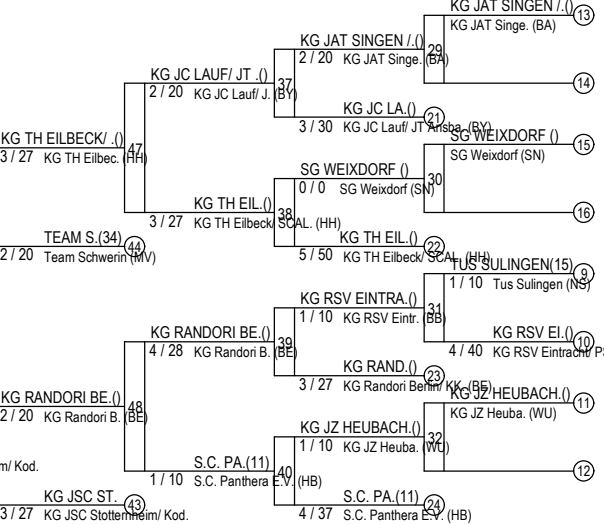 KG JAT SINGEN /.()
13
KG JAT Singe. (BA)
KG JAT SINGEN /.()
29
2 / 20 KG JAT Singe. (BA)
KG JC LAUF/ JT .()
37
14
2 / 20 KG JC Lauf/ J. (BY)
KG JC LA.()
21
3 / 30 KG JC Lauf/ JT Ansba. (BY)
SG WEIXDORF ()
15
KG TH EILBECK/ .()
47
3 / 27 KG TH Eilbec. (HH)
SG Weixdorf (SN)
SG WEIXDORF ()
30
0 / 0 SG Weixdorf (SN)
KG TH EIL.()
38
16
3 / 27 KG TH Eilbeck/ SCAL. (HH)
TEAM S.(34)
44
KG TH EIL.()
22
2 / 20 Team Schwerin (MV)
5 / 50 KG TH Eilbeck/ SCAL. (HH)
TUS SULINGEN(15)
9
1 / 10 Tus Sulingen (NS)
KG RSV EINTRA.()
31
1 / 10 KG RSV Eintr. (BB)
KG RANDORI BE.()
39
KG RSV EI.()
10
4 / 28 KG Randori B. (BE)
4 / 40 KG RSV Eintracht/ PS
KG RAND.()
23
3 / 27 KG Randori Berlin/ KK. (BE)
KG RANDORI BE.()
48
KG JZ HEUBACH.()
11
2 / 20 KG Randori B. (BE)
KG JZ Heuba. (WU)
KG JZ HEUBACH.()
32
1 / 10 KG JZ Heuba. (WU)
m/ Kod.
S.C. PA.(11)
40
12
1 / 10 S.C. Panthera E.V. (HB)
KG JSC ST.
43
S.C. PA.(11)
24
3 / 27 KG JSC Stotternheim/ Kod.
4 / 37 S.C. Panthera E.V. (HB)